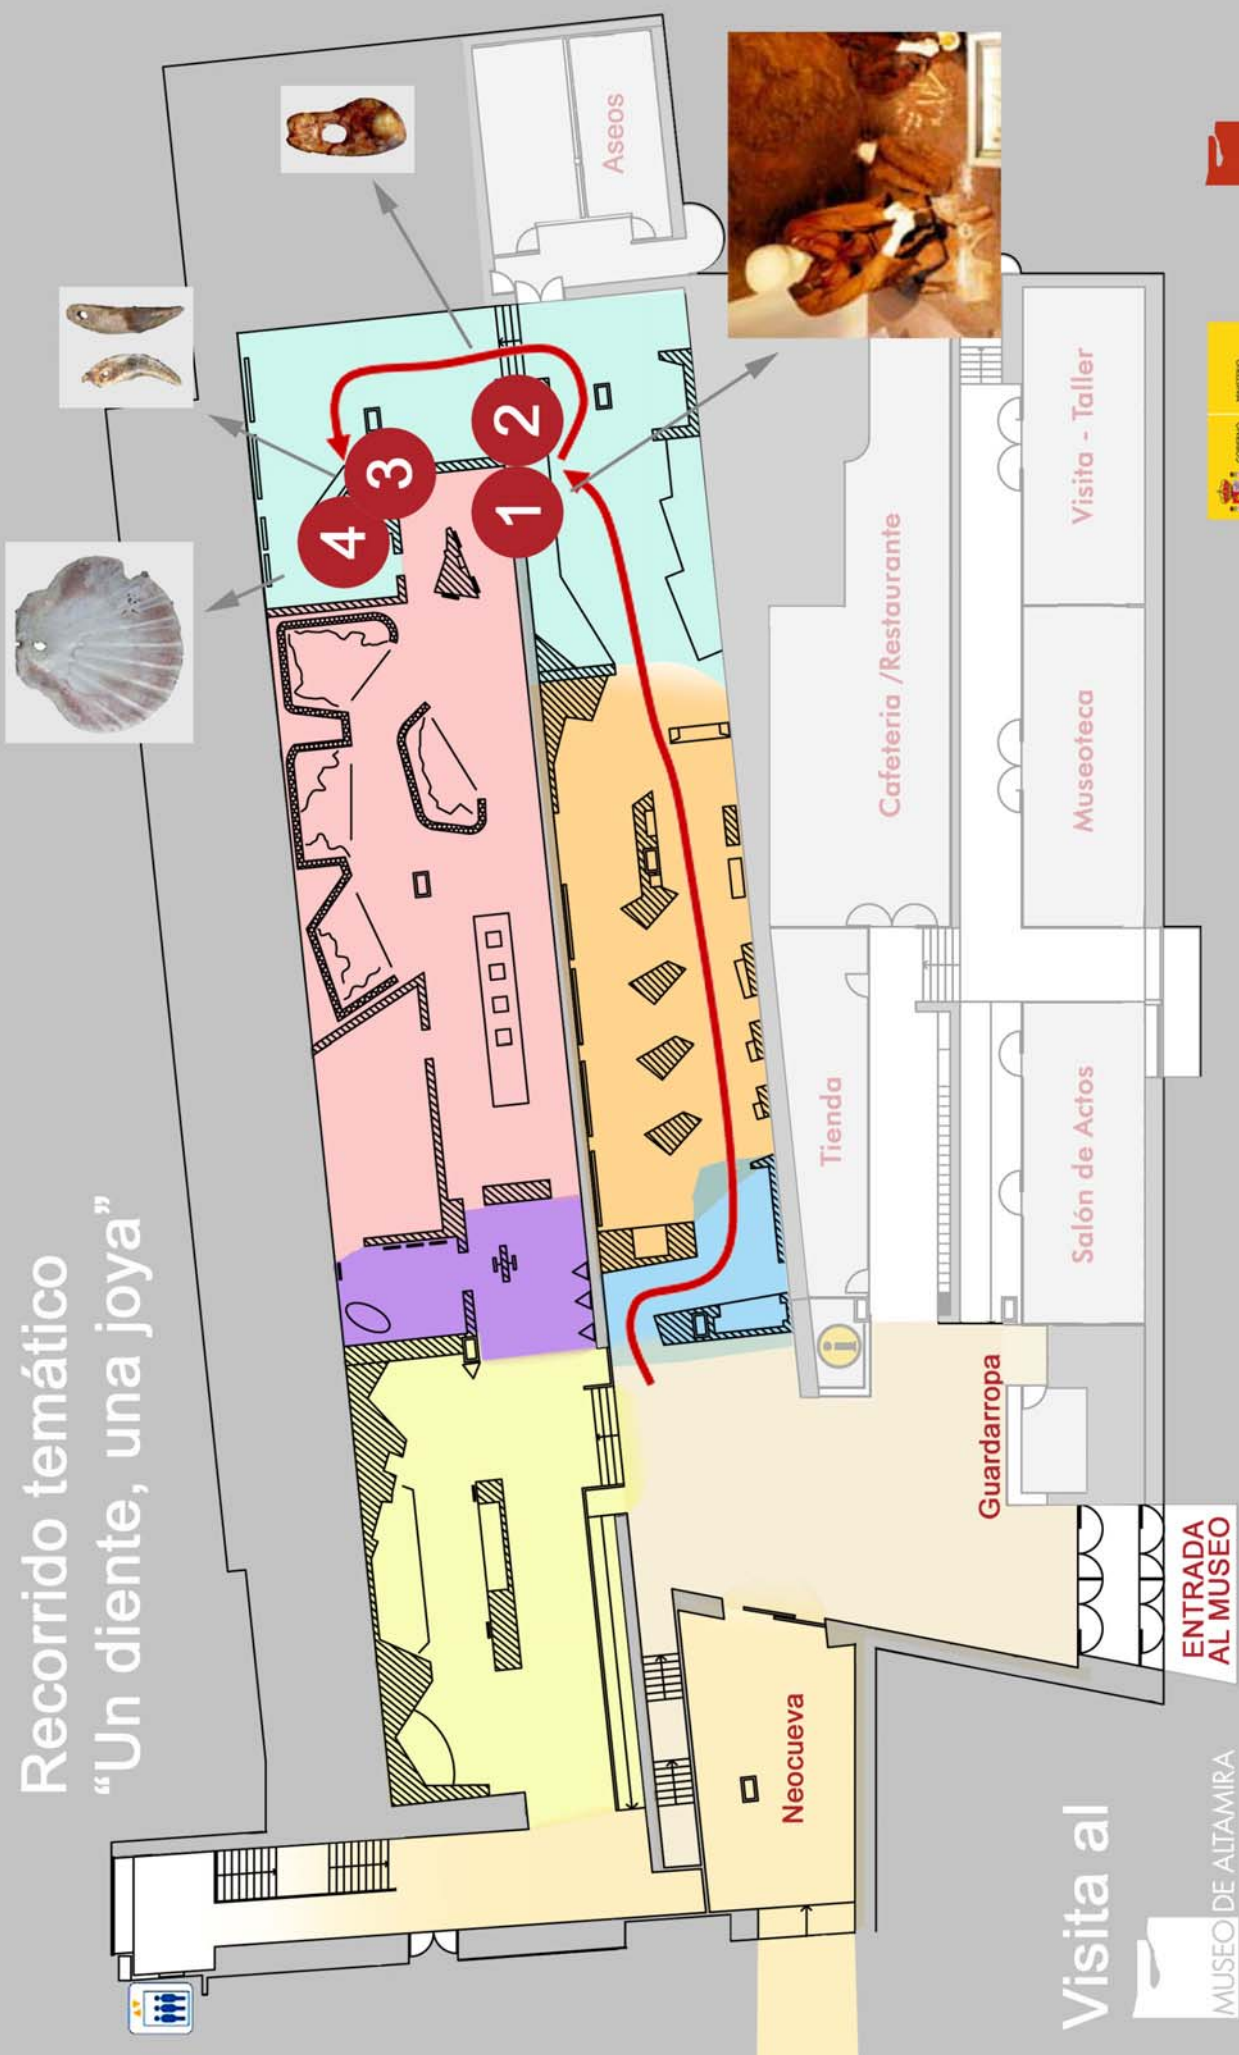 Recorrido temático
“Un diente, una joya”
Aseos
4
3
2
1
Cafeteria /Restaurante
Visita - Taller
Museoteca
Tienda
Salón de Actos
i
Guardarropa
ENTRADA
AL MUSEO
Neocueva
Visita al
MUSEO DE ALTAMIRA